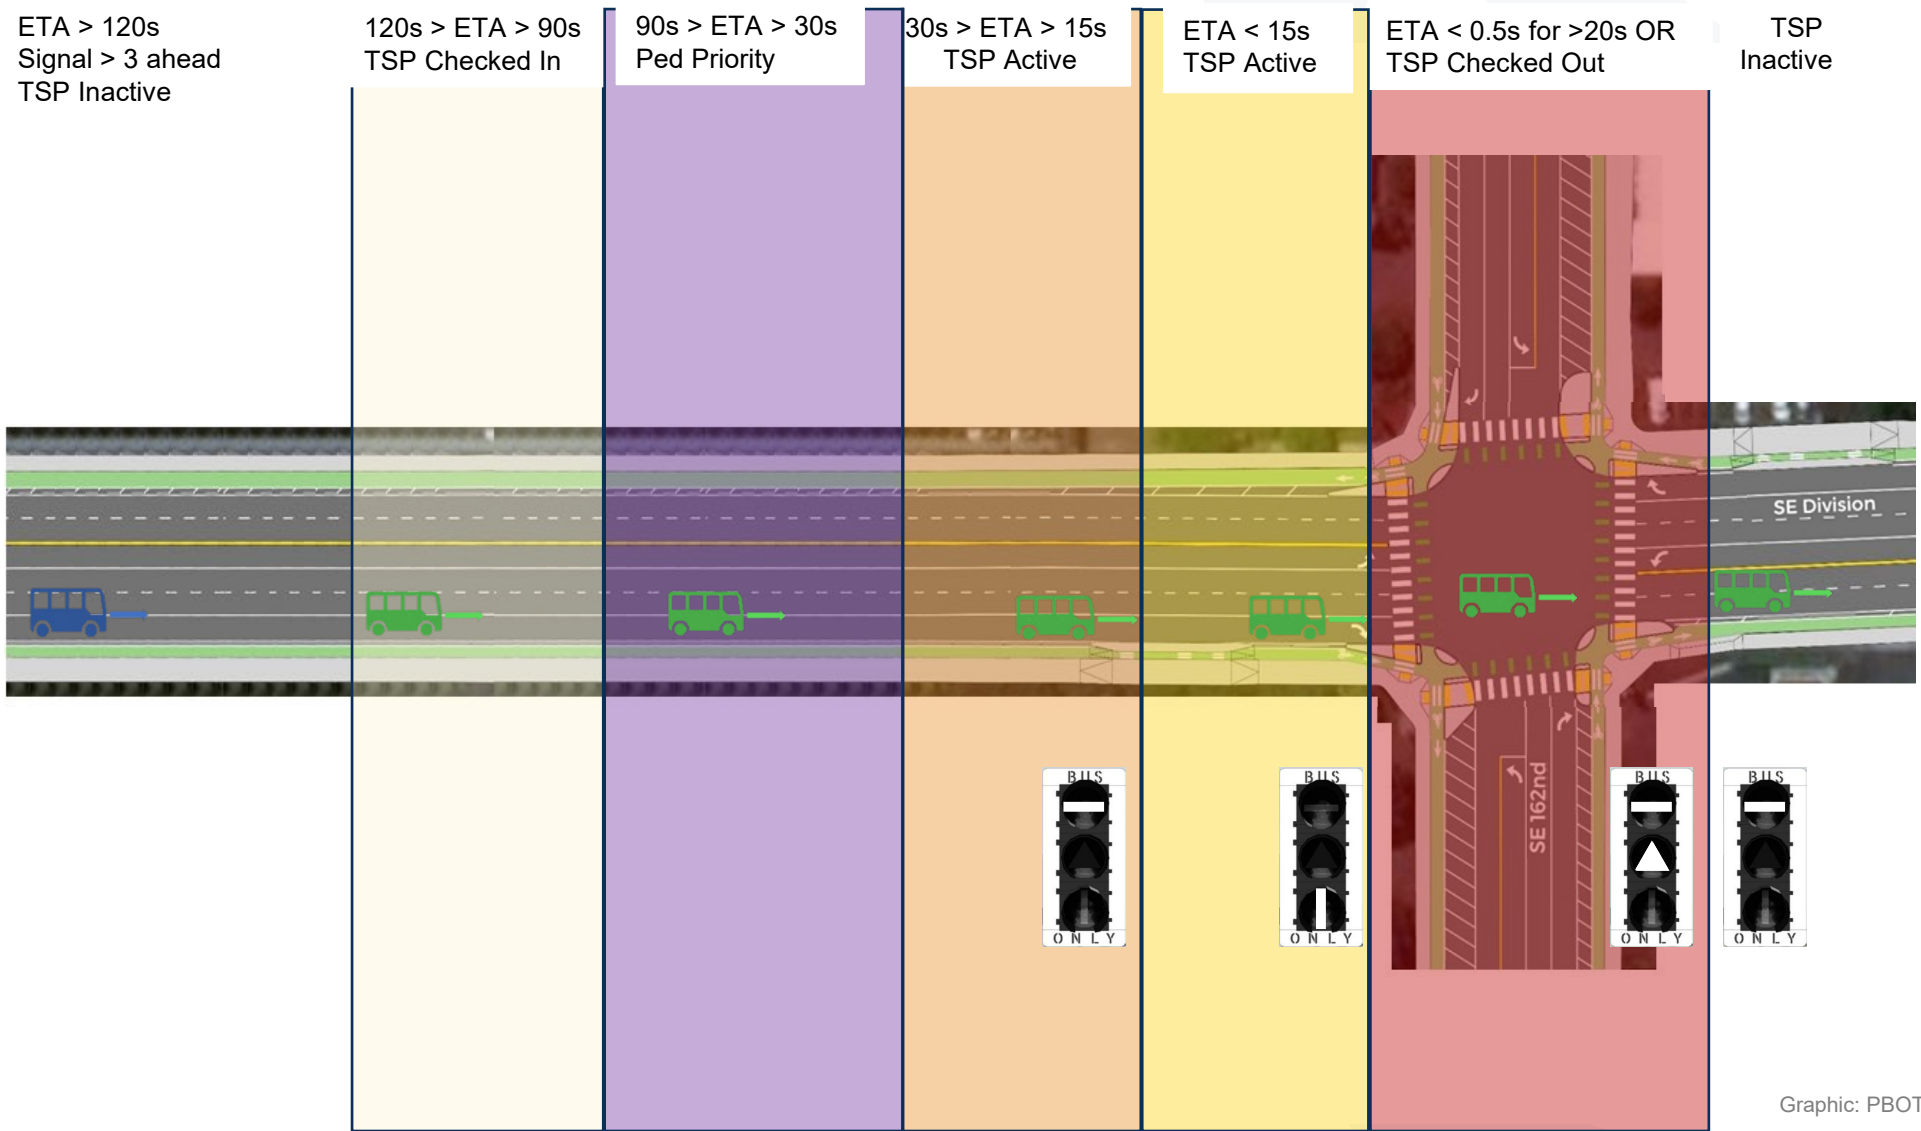 ETA > 120s
Signal > 3 ahead
TSP Inactive
120s > ETA > 90s
TSP Checked In
90s > ETA > 30s
Ped Priority
30s > ETA > 15s
TSP Active
ETA < 15s
TSP Active
ETA < 0.5s for >20s OR
TSP Checked Out
TSP
Inactive
SE Division
SE 162nd
BUS
ONLY
BUS
ONLY
BUS
ONLY
BUS
ONLY
Graphic: PBOT